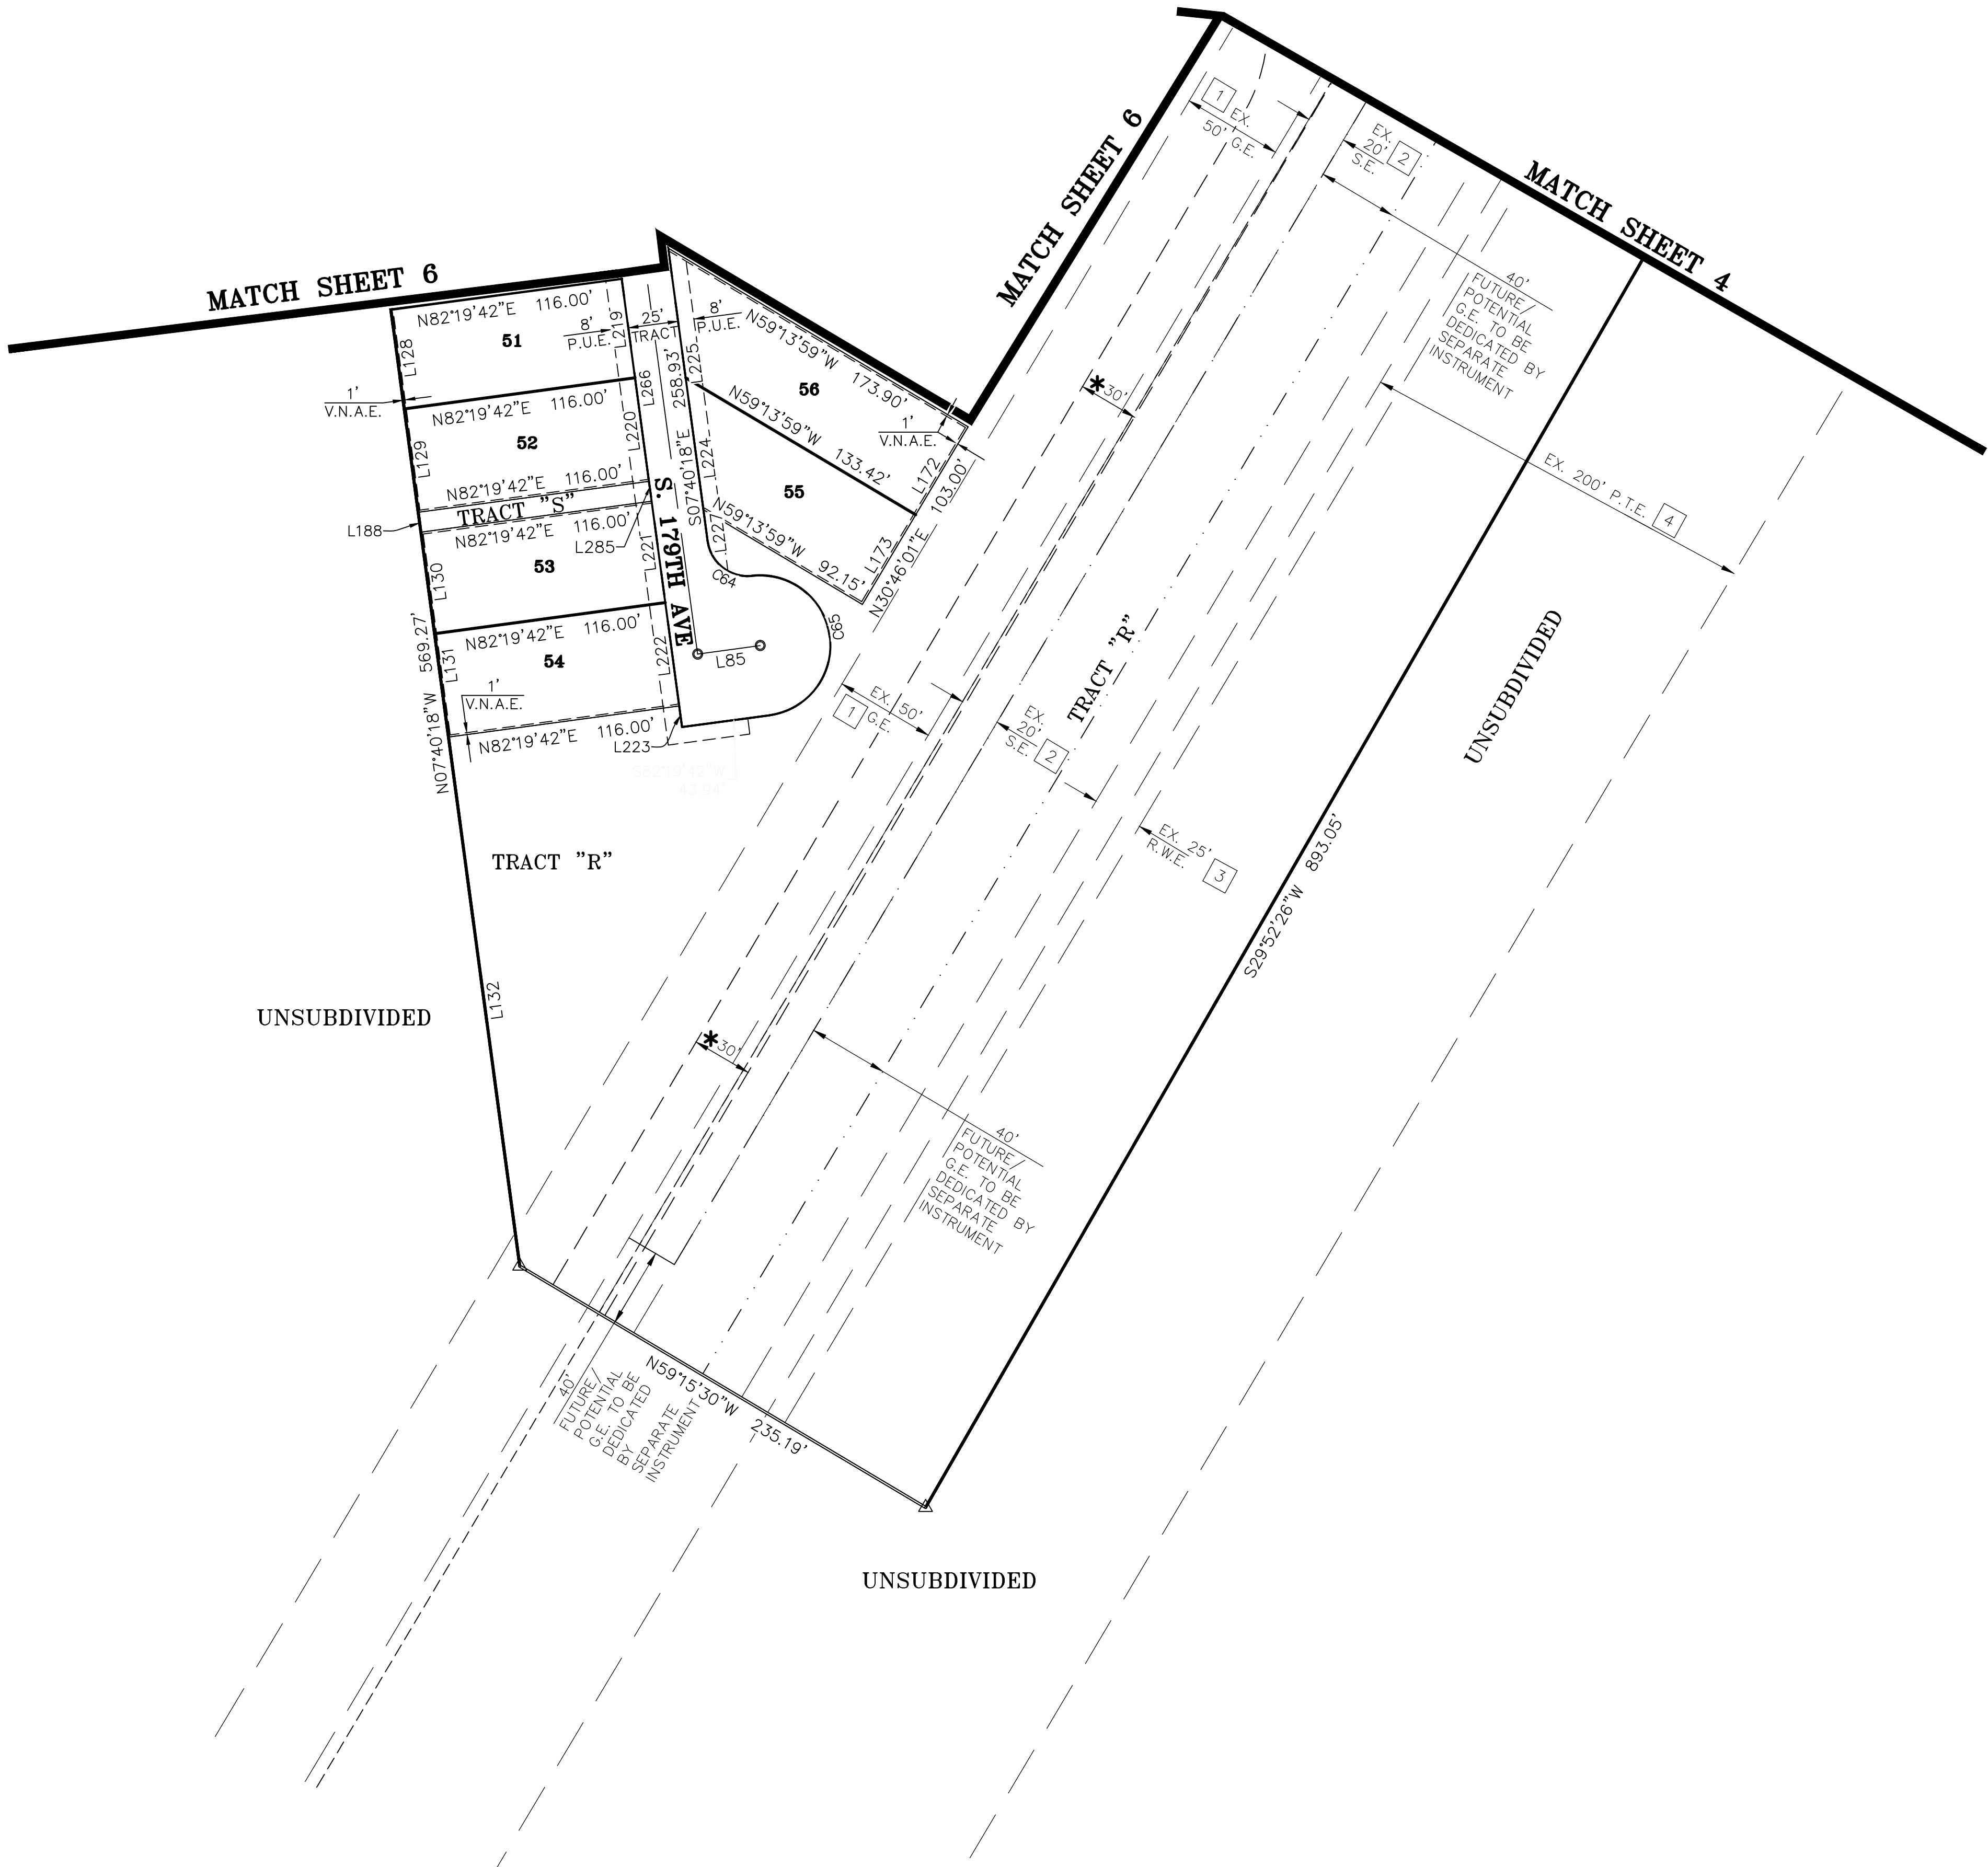 MATCH SHEET 6
MATCH SHEET 6
MATCH SHEET 4
1
EX.
50' G.E.
EX.
20'
S.E.
2
40'
FUTURE/
POTENTIAL
G.E. TO BE
DEDICATED BY
SEPARATE
INSTRUMENT
EX. 200' P.T.E.
4
N82°19'42"E 116.00'
51
8'
P.U.E.
L219
25'
TRACT
8'
P.U.E.
L128
L266
258.93'
L225
N59°13'59"W 173.90'
56
1'
V.N.A.E.
N82°19'42"E 116.00'
52
L129
L220
N59°13'59"W 133.42'
1'
V.N.A.E.
L224
L172
103.00'
S07°40'18"E
55
N82°19'42"E 116.00'
TRACT "S"
L188
N82°19'42"E 116.00'
L285
S. 179TH AVE
N59°13'59"W 92.15'
L227
L173
N30°46'01"E
53
L130
L221
C64
C65
569.27'
N82°19'42"E 116.00'
54
L131
L222
L85
1'
V.N.A.E.
N82°19'42"E 116.00'
L223
N07°40'18"W
✱30'
TRACT "R"
UNSUBDIVIDED
EX. 50'
G.E.
1
EX.
20'
S.E.
2
EX. 25'
R.W.E.
3
S29°52'26"W 893.05'
TRACT "R"
L132
UNSUBDIVIDED
✱30'
40'
FUTURE/
POTENTIAL
G.E. TO BE
DEDICATED BY
SEPARATE
INSTRUMENT
40'
FUTURE/
POTENTIAL
G.E. TO BE
DEDICATED
BY
SEPARATE
INSTRUMENT
N59°15'30"W 235.19'
UNSUBDIVIDED